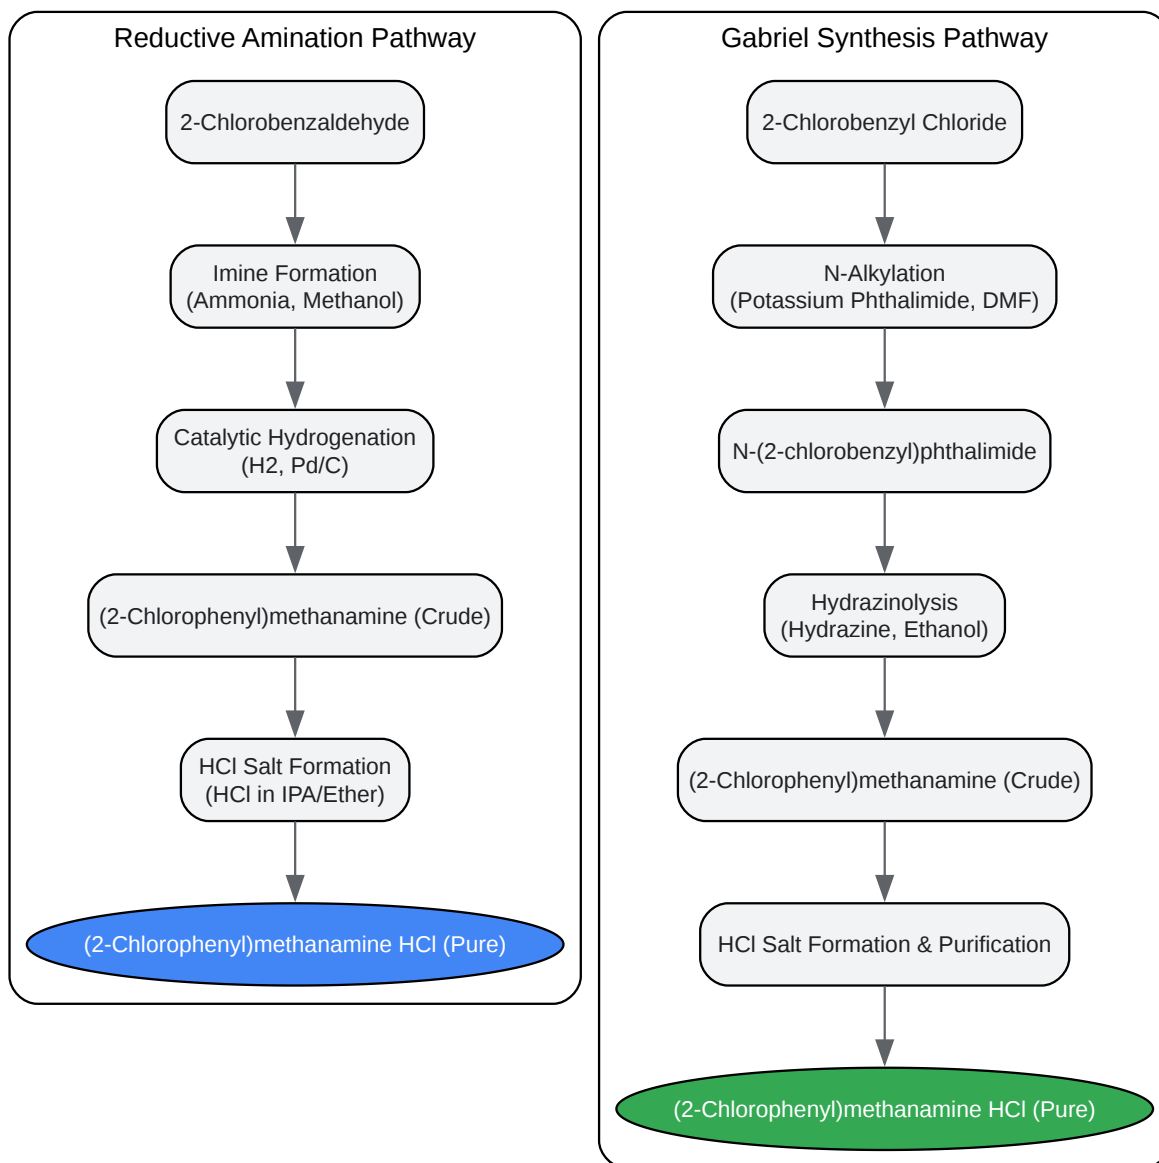 Reductive Amination Pathway
2-Chlorobenzaldehyde
Imine Formation
(Ammonia, Methanol)
Catalytic Hydrogenation
(H2, Pd/C)
(2-Chlorophenyl)methanamine (Crude)
HCl Salt Formation
(HCl in IPA/Ether)
(2-Chlorophenyl)methanamine HCl (Pure)
Gabriel Synthesis Pathway
2-Chlorobenzyl Chloride
N-Alkylation
(Potassium Phthalimide, DMF)
N-(2-chlorobenzyl)phthalimide
Hydrazinolysis
(Hydrazine, Ethanol)
(2-Chlorophenyl)methanamine (Crude)
HCl Salt Formation & Purification
(2-Chlorophenyl)methanamine HCl (Pure)